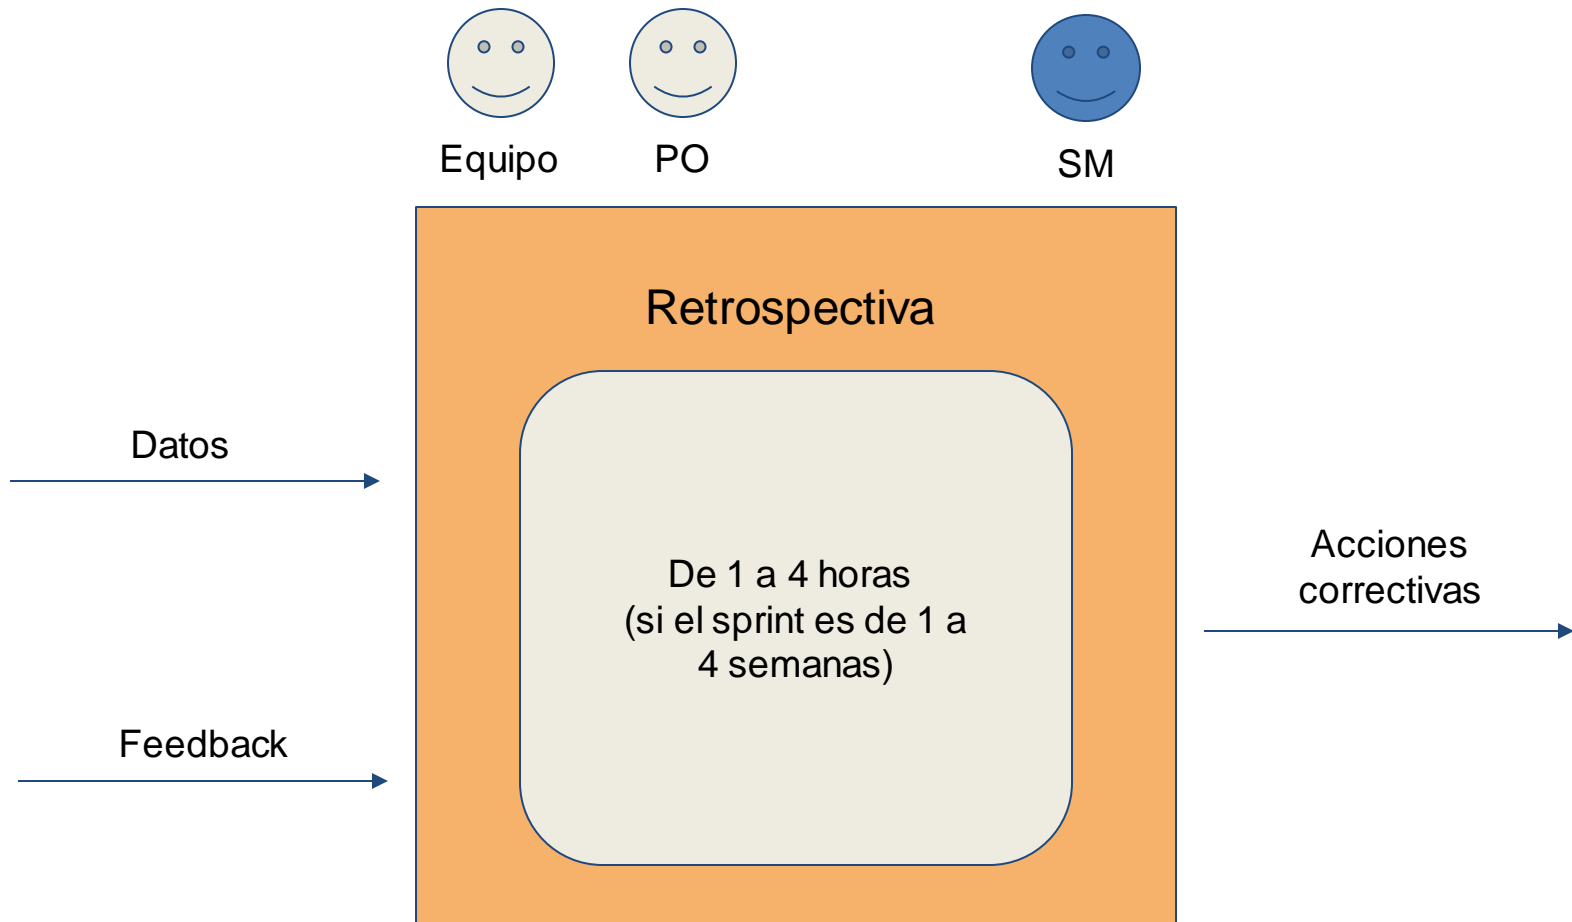 Equipo
PO
SM
Retrospectiva
Datos
De 1 a 4 horas
(si el sprint es de 1 a
4 semanas)
Feedback
Acciones
correctivas